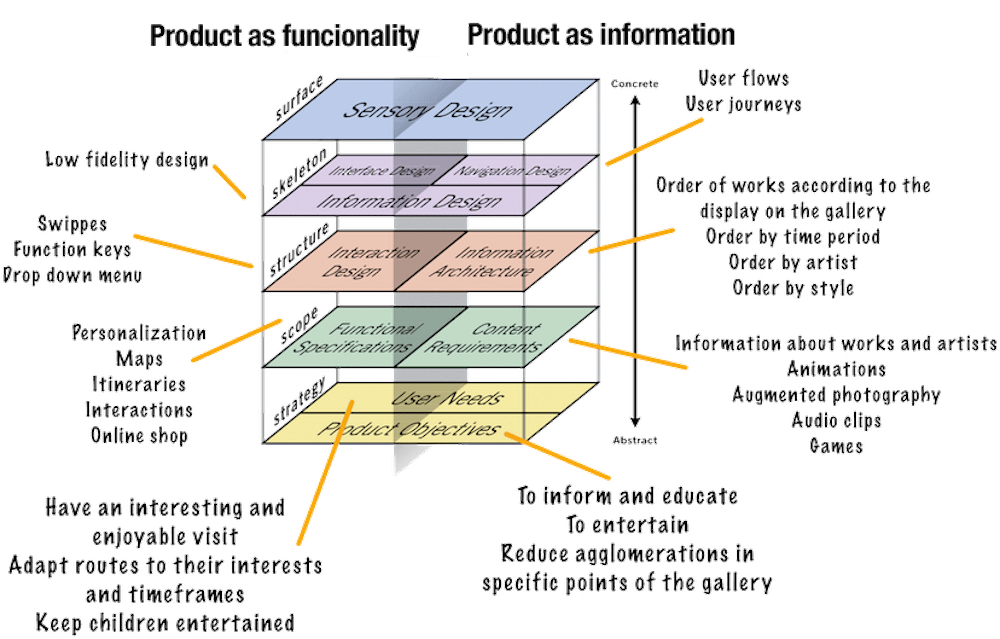 Product as funcionality
Product as information
surface
Sensory Design
Concrete
User flows
User journeys
Low fidelity design
skeleton
Interface Design
Navigation Design
Information Design
Order of works according to the
display on the gallery
Order by time period
Order by artist
Order by style
Swippes
Function keys
Drop down menu
structure
Interaction
Design
Information
Architecture
Personalization
Maps
Itineraries
Interactions
Online shop
scope
Functional
Specifications
Content
Requirements
Information about works and artists
Animations
Augmented photography
Audio clips
Games
strategy
User Needs
Product Objectives
Abstract
Have an interesting and
enjoyable visit
Adapt routes to their interests
and timeframes
Keep children entertained
To inform and educate
To entertain
Reduce agglomerations in
specific points of the gallery